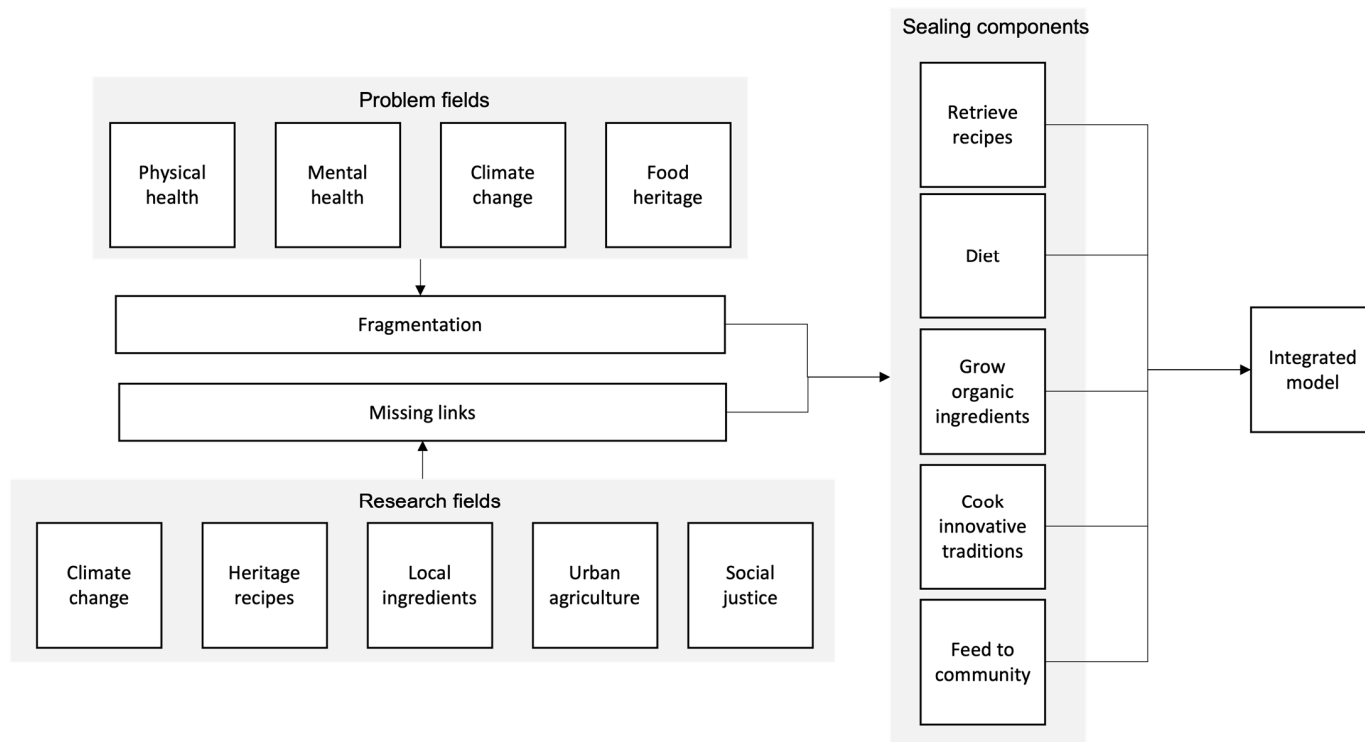 Problem fields
Physical
health
Mental
health
Climate
change
Food
heritage
Fragmentation
Missing links
Research fields
Climate
change
Heritage
recipes
Local
ingredients
Urban
agriculture
Social
justice
Sealing components
Retrieve
recipes
Diet
Grow
organic
ingredients
Cook
innovative
traditions
Feed to
community
Integrated
model